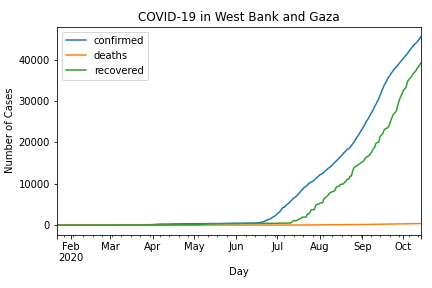 COVID-19 in West Bank and Gaza
confirmed
deaths
recovered
Number of Cases
40000
30000
20000
10000
0
Feb Mar Apr May Jun Jul Aug Sep Oct
2020
Day